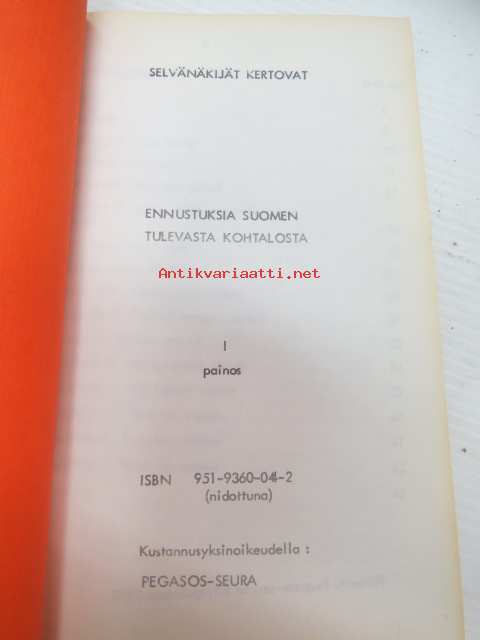 SELVÄNÄKIJÄT KERTOVAT
ENNUSTUKSIA SUOMEN
TULEVASTA KOHTALOSTA
Antikvariaatti.net
I
painos
ISBN 951-9360-04-2
(nidottuna)
Kustannusyksinoikeudella :
PEGASOS-SEURA